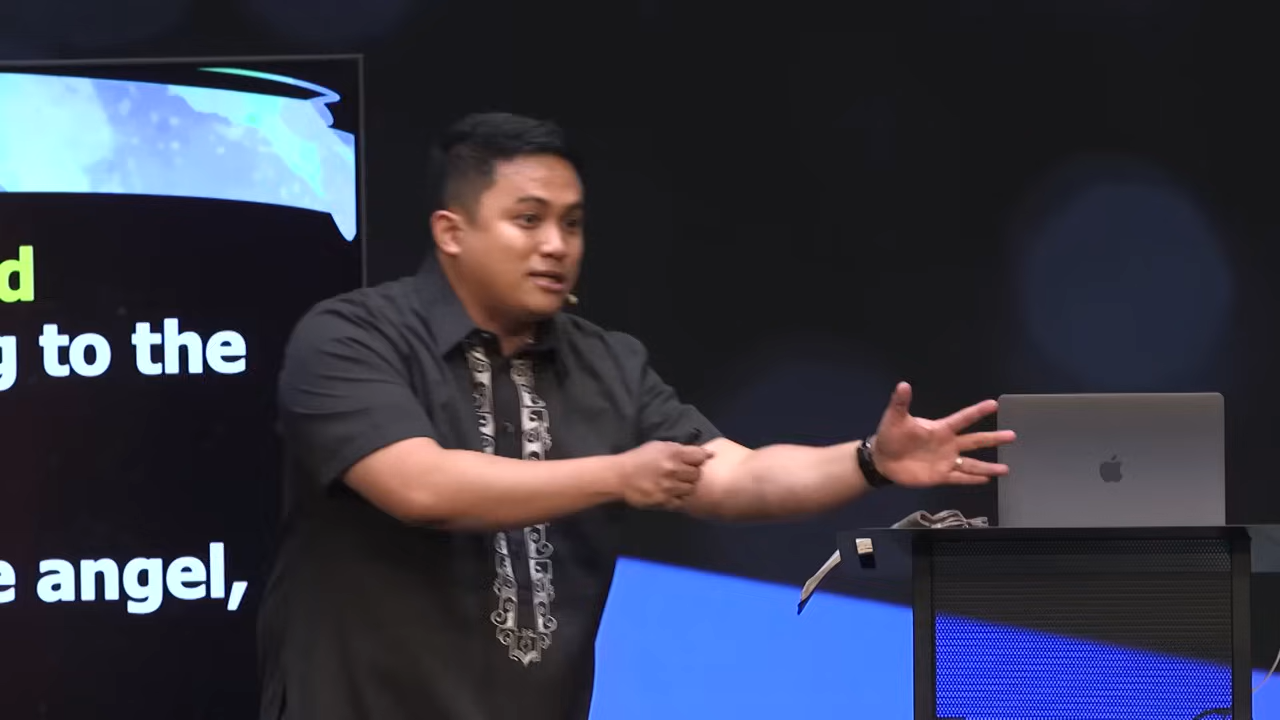 d
g to the
e angel,